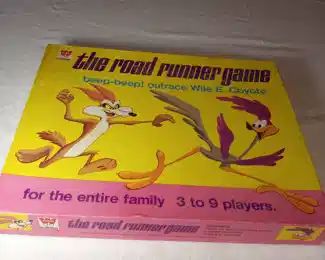 the road runner game
beep-beep! outrace Wile E. Coyote
for the entire family 3 to 9 players.
the road runner game